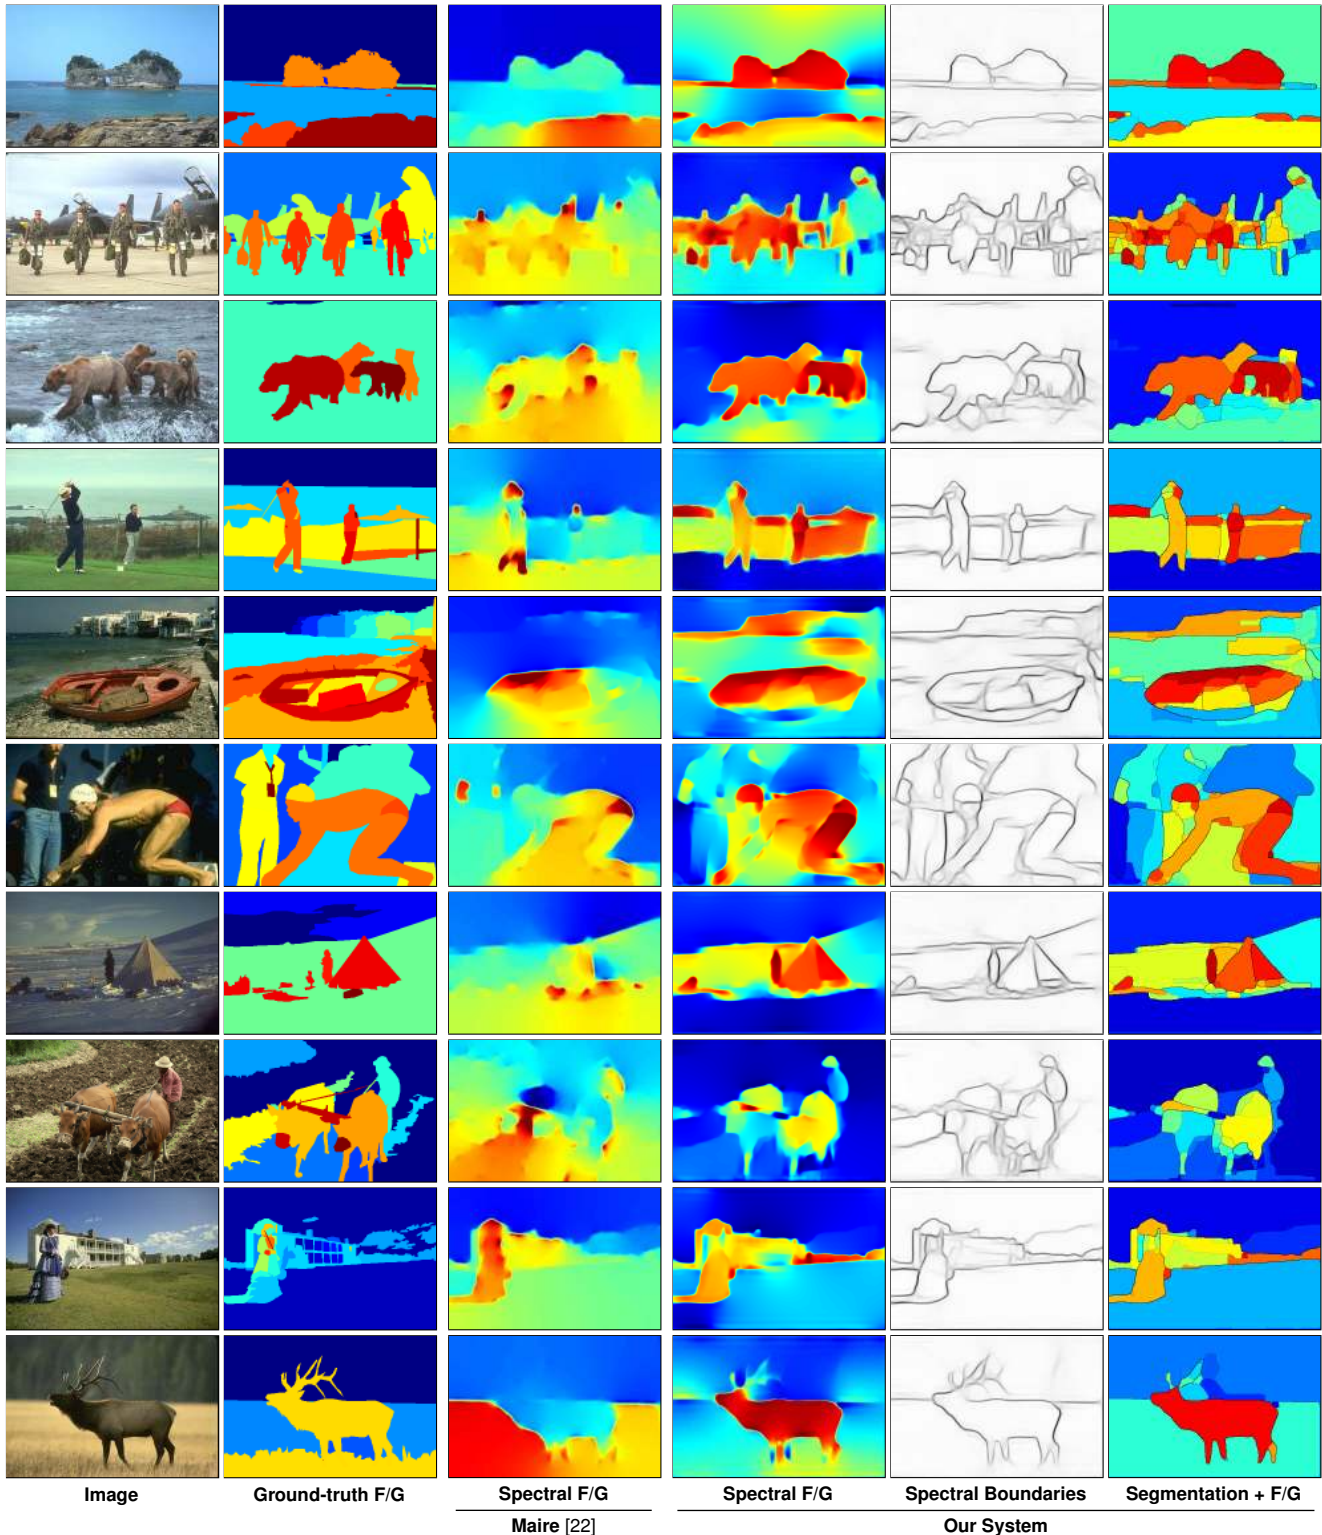 Image Ground-truth F/G Spectral F/G Spectral F/G Spectral Boundaries Segmentation + F/G
Maire [22] Our System